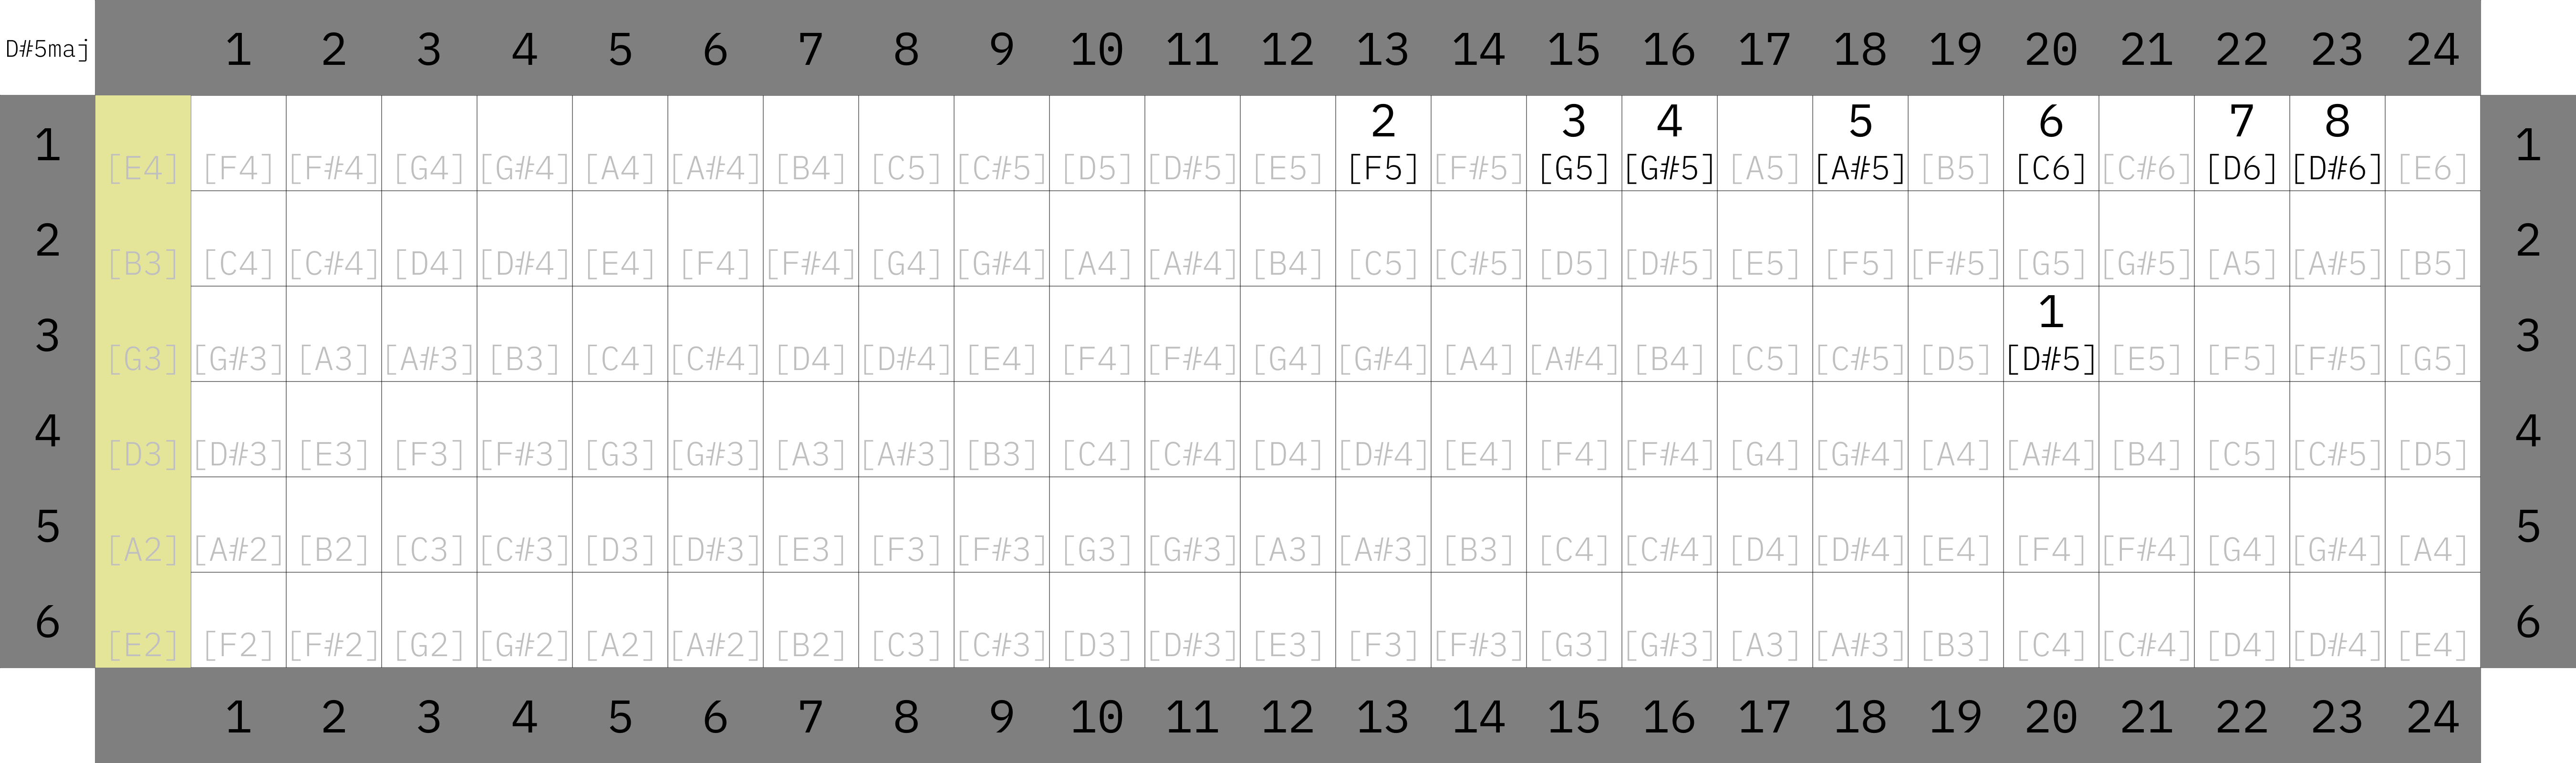 D#5maj 1 2 3 4 5 6 7 8 9 10 11 12 13 14 15 16 17 18 19 20 21 22 23 24
2 3 4 5 6 7 8
1 [E4] [F4] [F#4] [G4] [G#4] [A4] [A#4] [B4] [C5] [C#5] [D5] [D#5] [E5] [F5] [F#5] [G5] [G#5] [A5] [A#5] [B5] [C6] [C#6] [D6] [D#6] [E6] 1
2 [B3] [C4] [C#4] [D4] [D#4] [E4] [F4] [F#4] [G4] [G#4] [A4] [A#4] [B4] [C5] [C#5] [D5] [D#5] [E5] [F5] [F#5] [G5] [G#5] [A5] [A#5] [B5] 2
1
3 [G3] [G#3] [A3] [A#3] [B3] [C4] [C#4] [D4] [D#4] [E4] [F4] [F#4] [G4] [G#4] [A4] [A#4] [B4] [C5] [C#5] [D5] [D#5] [E5] [F5] [F#5] [G5] 3
4 [D3] [D#3] [E3] [F3] [F#3] [G3] [G#3] [A3] [A#3] [B3] [C4] [C#4] [D4] [D#4] [E4] [F4] [F#4] [G4] [G#4] [A4] [A#4] [B4] [C5] [C#5] [D5] 4
5 [A2] [A#2] [B2] [C3] [C#3] [D3] [D#3] [E3] [F3] [F#3] [G3] [G#3] [A3] [A#3] [B3] [C4] [C#4] [D4] [D#4] [E4] [F4] [F#4] [G4] [G#4] [A4] 5
6 [E2] [F2] [F#2] [G2] [G#2] [A2] [A#2] [B2] [C3] [C#3] [D3] [D#3] [E3] [F3] [F#3] [G3] [G#3] [A3] [A#3] [B3] [C4] [C#4] [D4] [D#4] [E4] 6
1 2 3 4 5 6 7 8 9 10 11 12 13 14 15 16 17 18 19 20 21 22 23 24